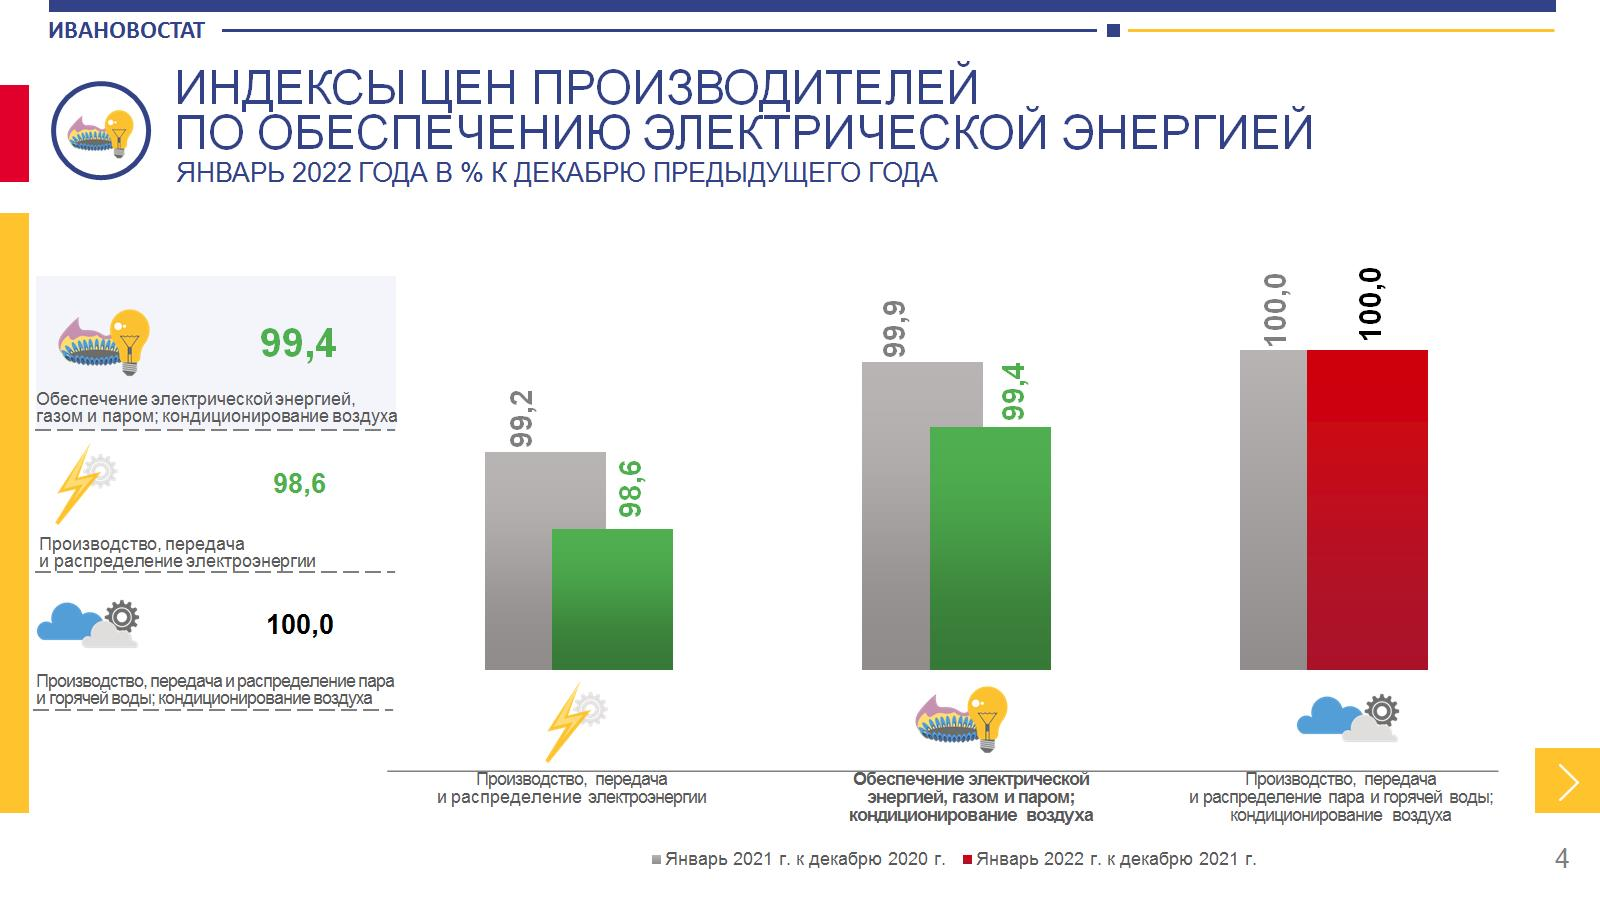 ИВАНОВОСТАТ
ИНДЕКСЫ ЦЕН ПРОИЗВОДИТЕЛЕЙ
ПО ОБЕСПЕЧЕНИЮ ЭЛЕКТРИЧЕСКОЙ ЭНЕРГИЕЙ
ЯНВАРЬ 2022 ГОДА В % К ДЕКАБРЮ ПРЕДЫДУЩЕГО ГОДА
99,4
Обеспечение электрической энергией,
газом и паром; кондиционирование воздуха
98,6
Производство, передача
и распределение электроэнергии
100,0
Производство, передача и распределение пара
и горячей воды; кондиционирование воздуха
99,2
98,6
99,9
99,4
100,0
100,0
Производство, передача
и распределение электроэнергии
Обеспечение электрической
энергией, газом и паром;
кондиционирование воздуха
Производство, передача
и распределение пара и горячей воды;
кондиционирование воздуха
Январь 2021 г. к декабрю 2020 г.
Январь 2022 г. к декабрю 2021 г.
4